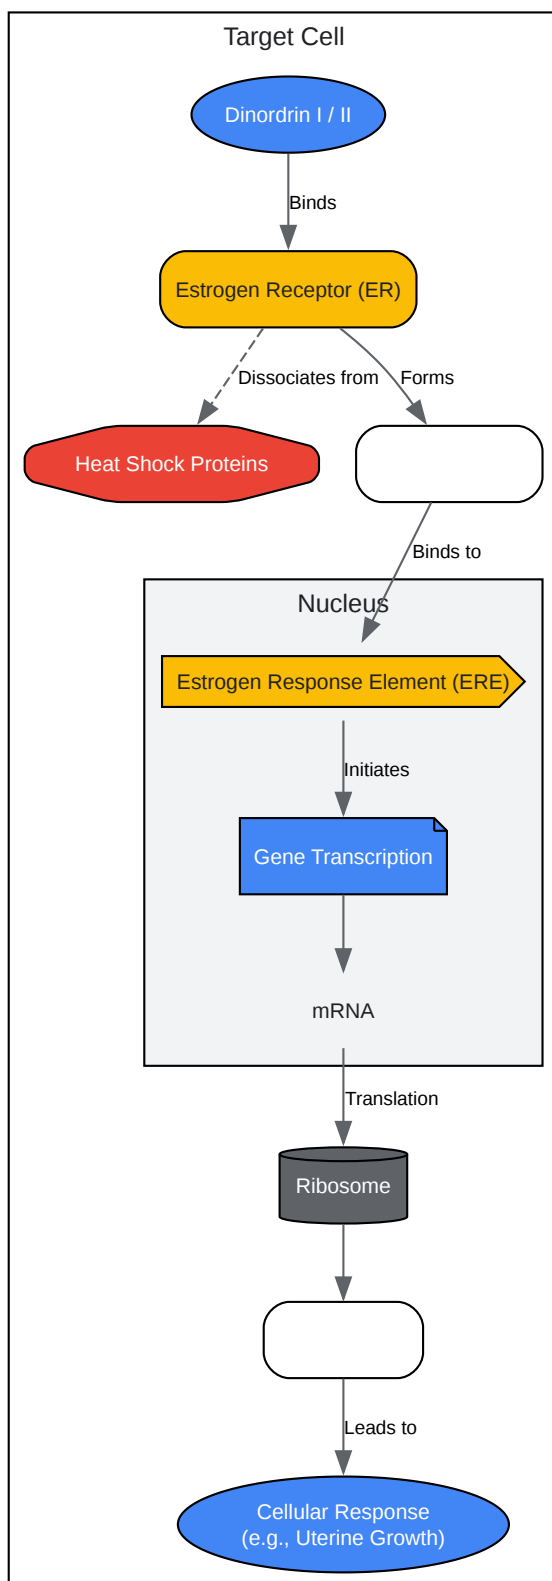 Target Cell
Dinordrin I / II
Binds
Estrogen Receptor (ER)
Dissociates from
Forms
Heat Shock Proteins
Binds to
Nucleus
Estrogen Response Element (ERE)
Initiates
Gene Transcription
mRNA
Translation
Ribosome
Leads to
Cellular Response
(e.g., Uterine Growth)